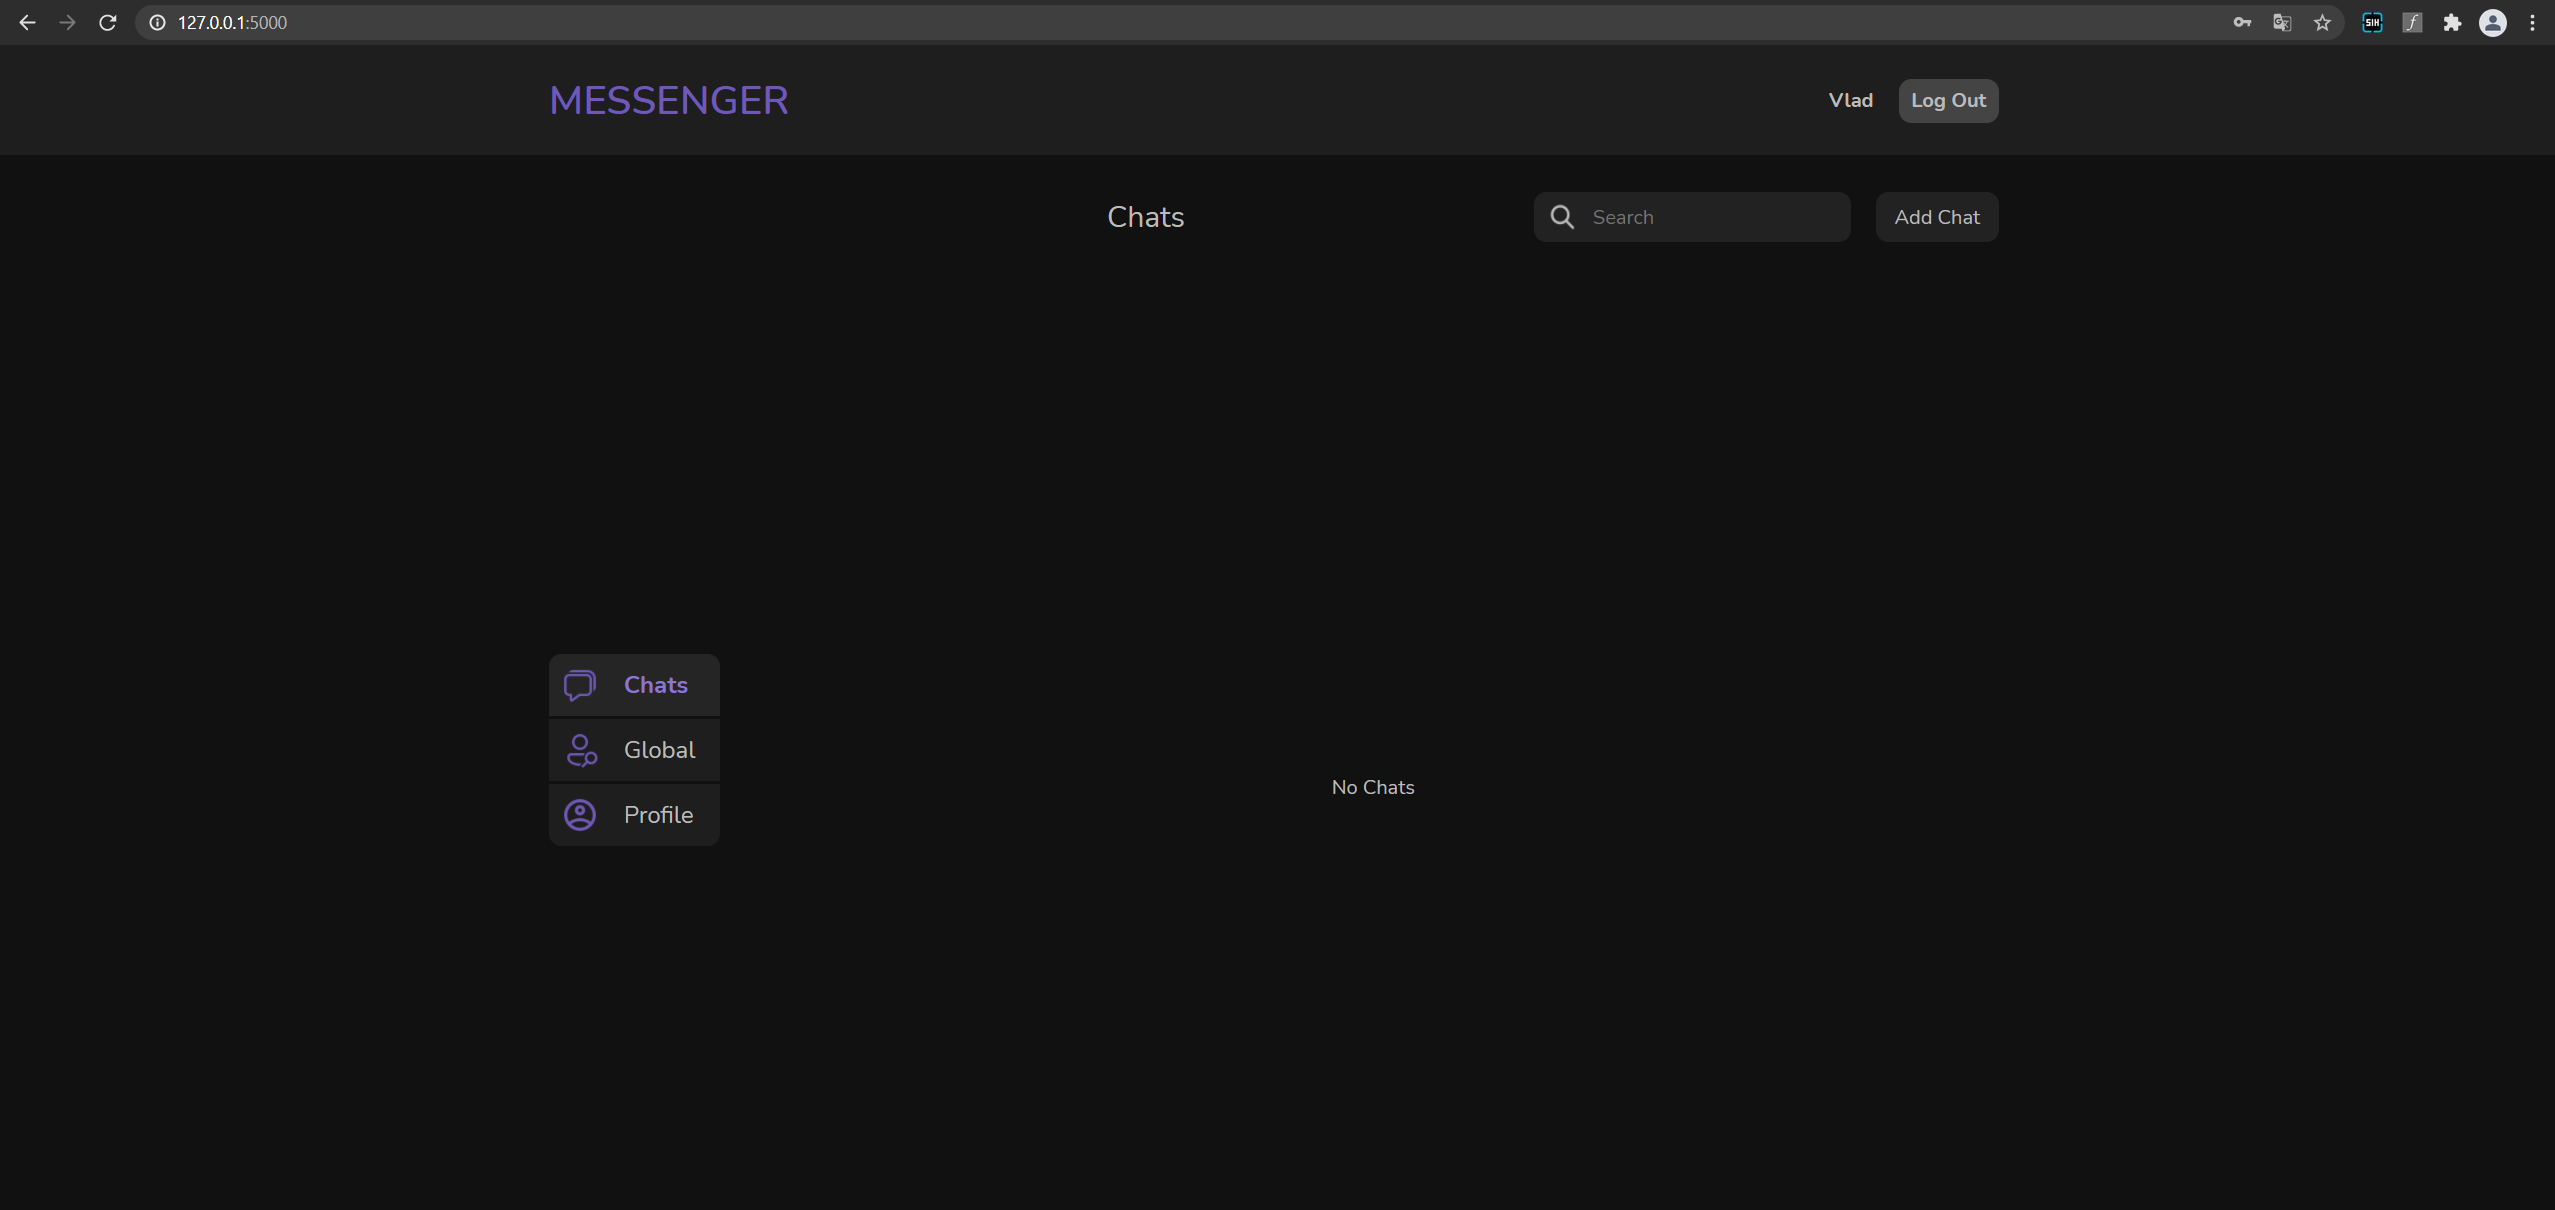 127.0.0.1:5000
MESSENGER
Vlad
Log Out
Chats
Search
Add Chat
Chats
Global
Profile
No Chats